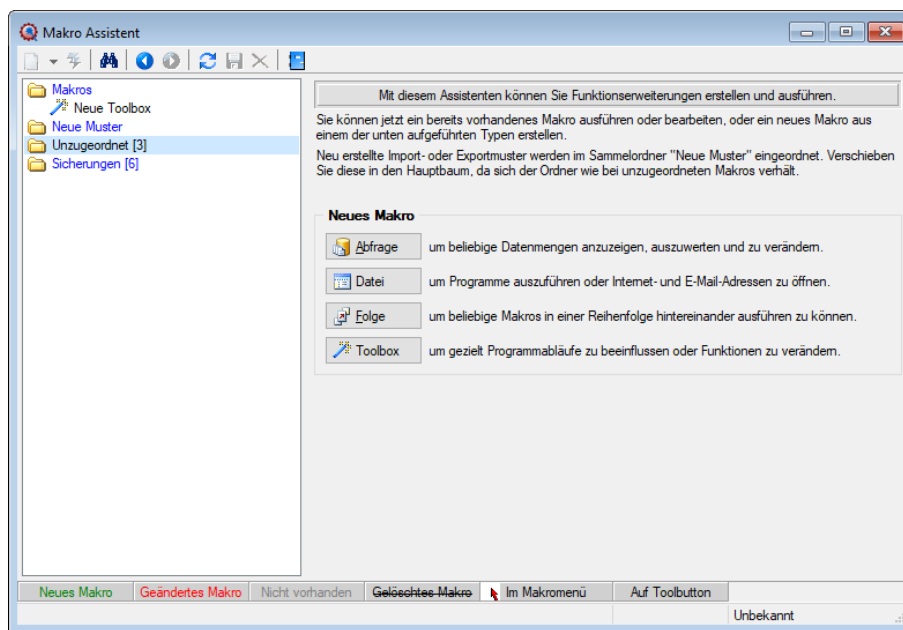 Makro Assistent
Makros
Neue Toolbox
Neue Muster
Unzugeordnet [3]
Sicherungen [6]
Mit diesem Assistenten können Sie Funktionserweiterungen erstellen und ausführen.
Sie können jetzt ein bereits vorhandenes Makro ausführen oder bearbeiten, oder ein neues Makro aus
einem der unten aufgeführten Typen erstellen.
Neu erstellte Import- oder Exportmuster werden im Sammelordner "Neue Muster" eingeordnet. Verschieben
Sie diese in den Hauptbaum, da sich der Ordner wie bei unzugeordneten Makros verhält.
Neues Makro
Abfrage um beliebige Datenmengen anzuzeigen, auszuwerten und zu verändern.
Datei um Programme auszuführen oder Internet- und E-Mail-Adressen zu öffnen.
Folge um beliebige Makros in einer Reihenfolge hintereinander ausführen zu können.
Toolbox um gezielt Programmabläufe zu beeinflussen oder Funktionen zu verändern.
Neues Makro Geändertes Makro Nicht vorhanden Gelöschtes Makro Im Makromenü Auf Toolbutton
Unbekannt